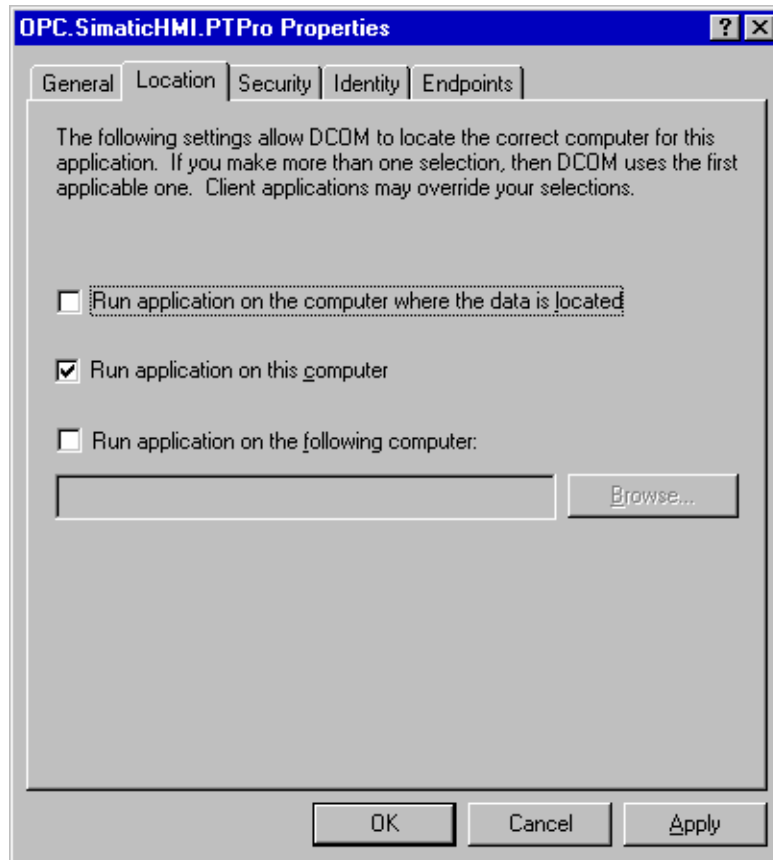 OPC.SimaticHMI.PTPro Properties
General Location Security Identity Endpoints
The following settings allow DCOM to locate the correct computer for this
application. If you make more than one selection, then DCOM uses the first
applicable one. Client applications may override your selections.
Run application on the computer where the data is located
Run application on this computer
Run application on the following computer:
Browse...
OK Cancel Apply